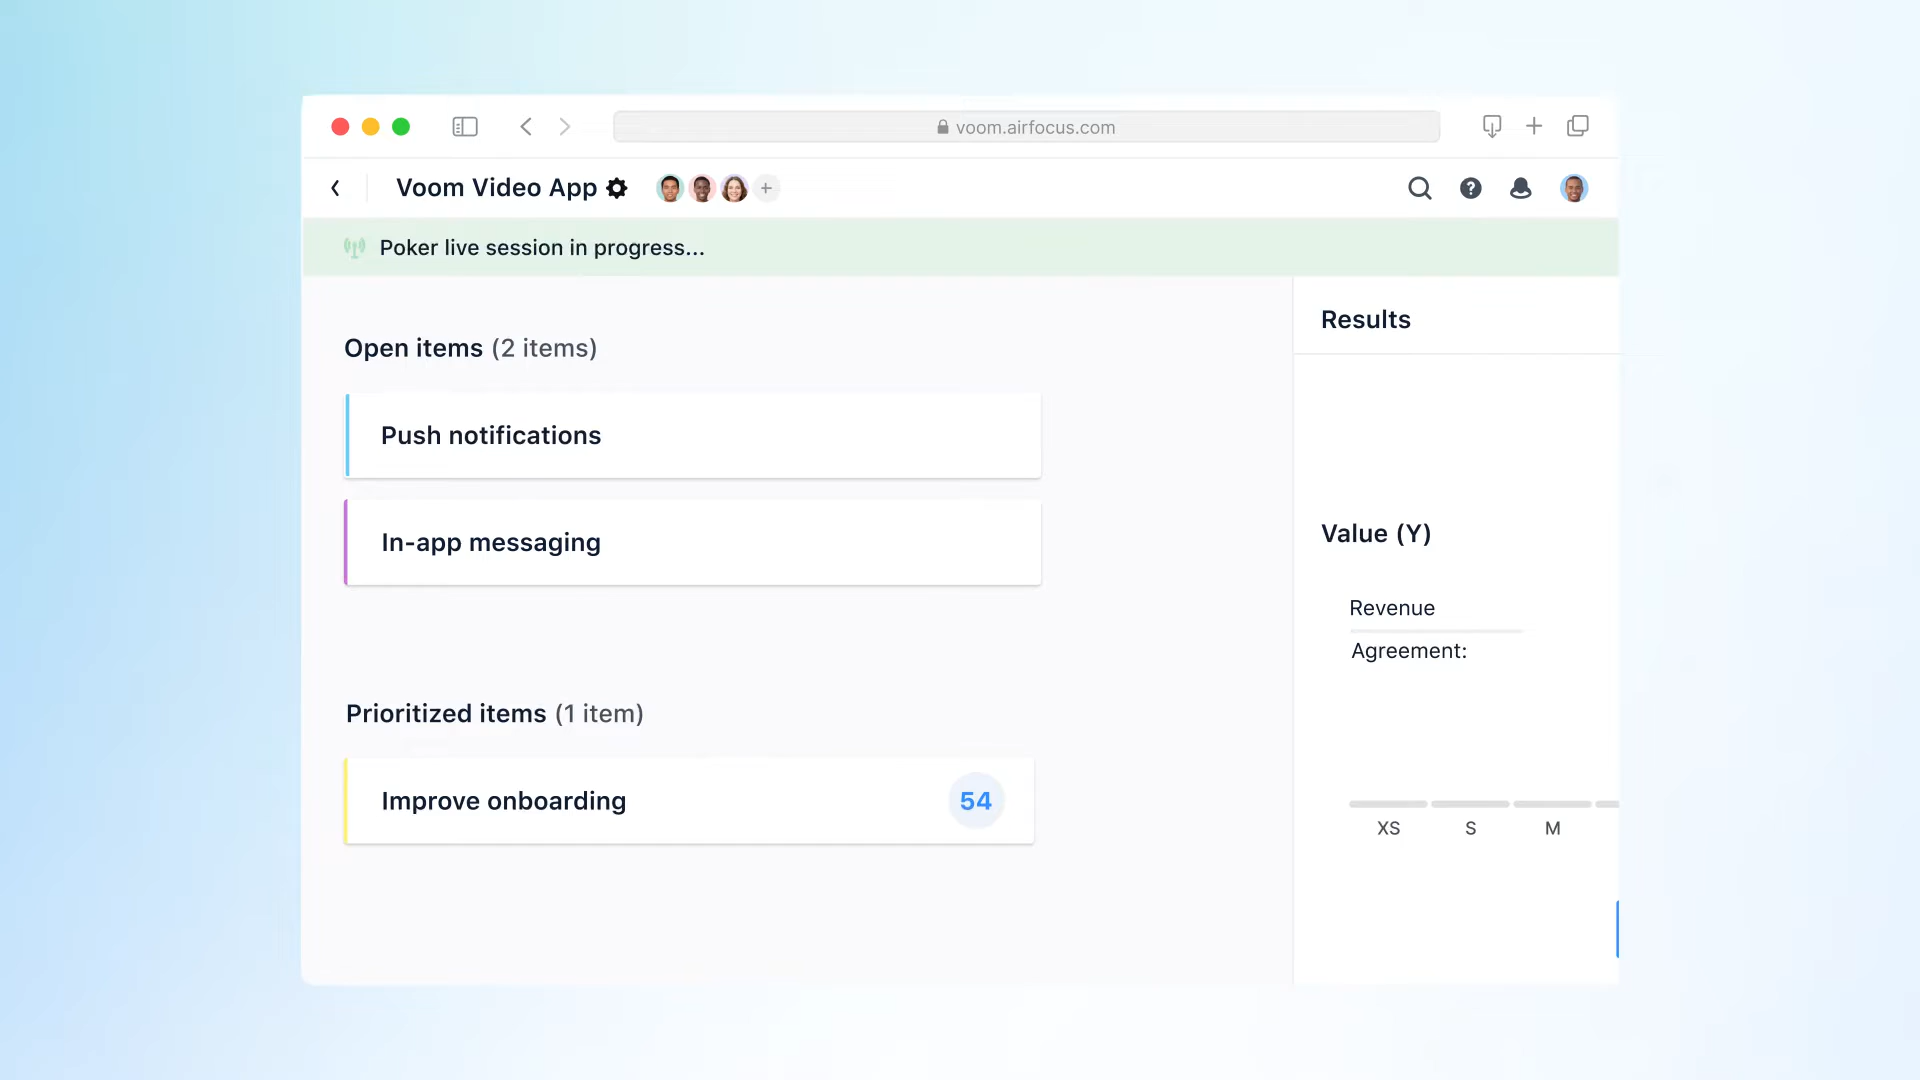 voom.airfocus.com
Voom Video App
Poker live session in progress...
Open items (2 items)
Push notifications
In-app messaging
Prioritized items (1 item)
Improve onboarding
54
Results
Value (Y)
Revenue
Agreement:
XS
S
M